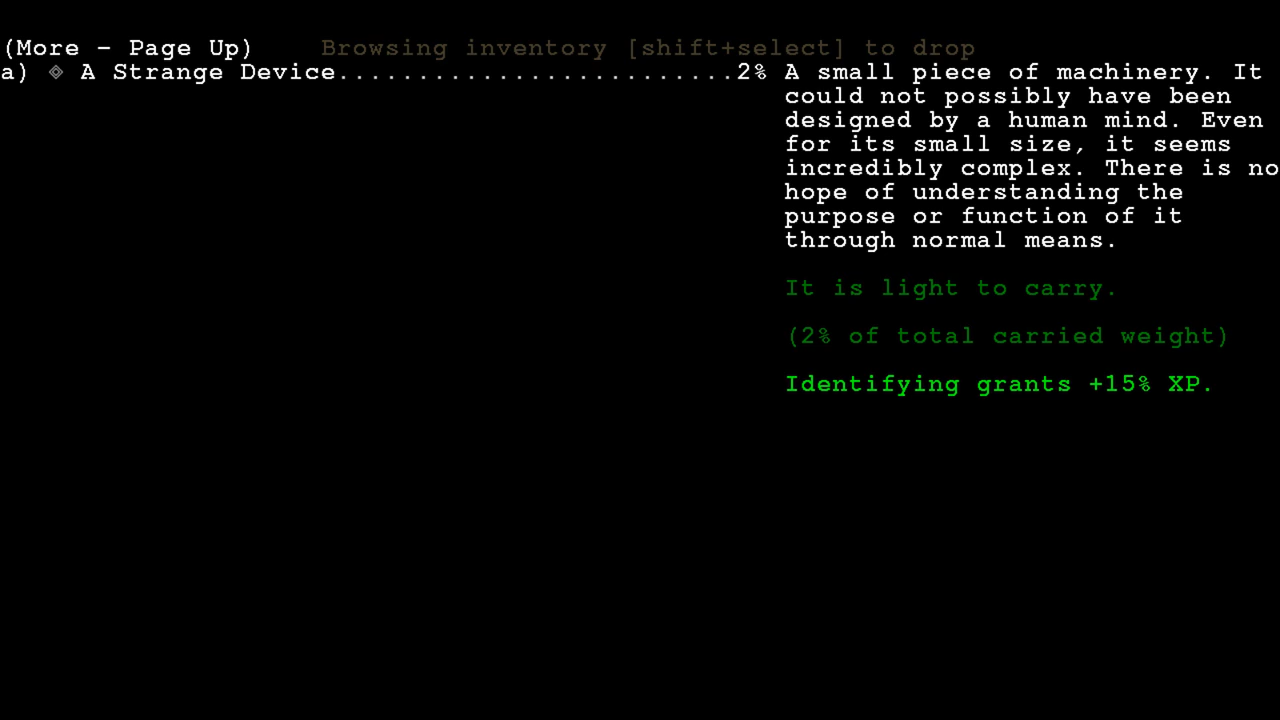 (More - Page Up) Browsing inventory [shift+select] to drop
a) A Strange Device.........................2% A small piece of machinery. It
could not possibly have been
designed by a human mind. Even
for its small size, it seems
incredibly complex. There is no
hope of understanding the
purpose or function of it
through normal means.
It is light to carry.
(2% of total carried weight)
Identifying grants +15% XP.